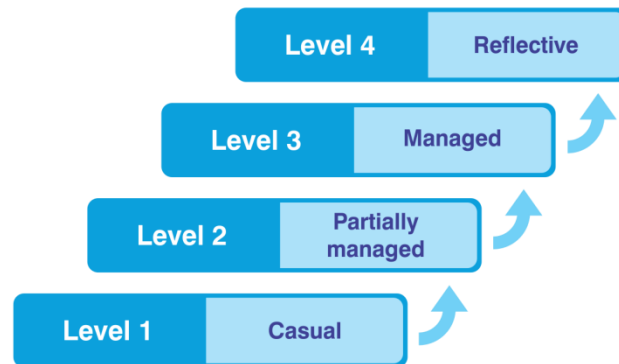 Level 4 Reflective
Level 3 Managed
Level 2 Partially
managed
Level 1 Casual